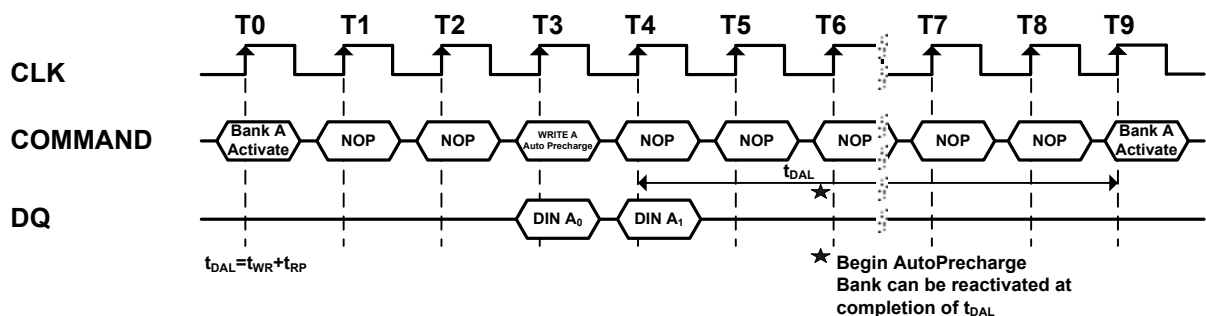 T0 T1 T2 T3 T4 T5 T6 T7 T8 T9
CLK
COMMAND
Bank A
Activate
NOP
NOP
WRITE A
Auto Precharge
NOP
NOP
NOP
NOP
NOP
Bank A
Activate
tDAL
DQ
DIN A0
DIN A1
tDAL=tWR+tRP
★ Begin AutoPrecharge
Bank can be reactivated at
completion of tDAL